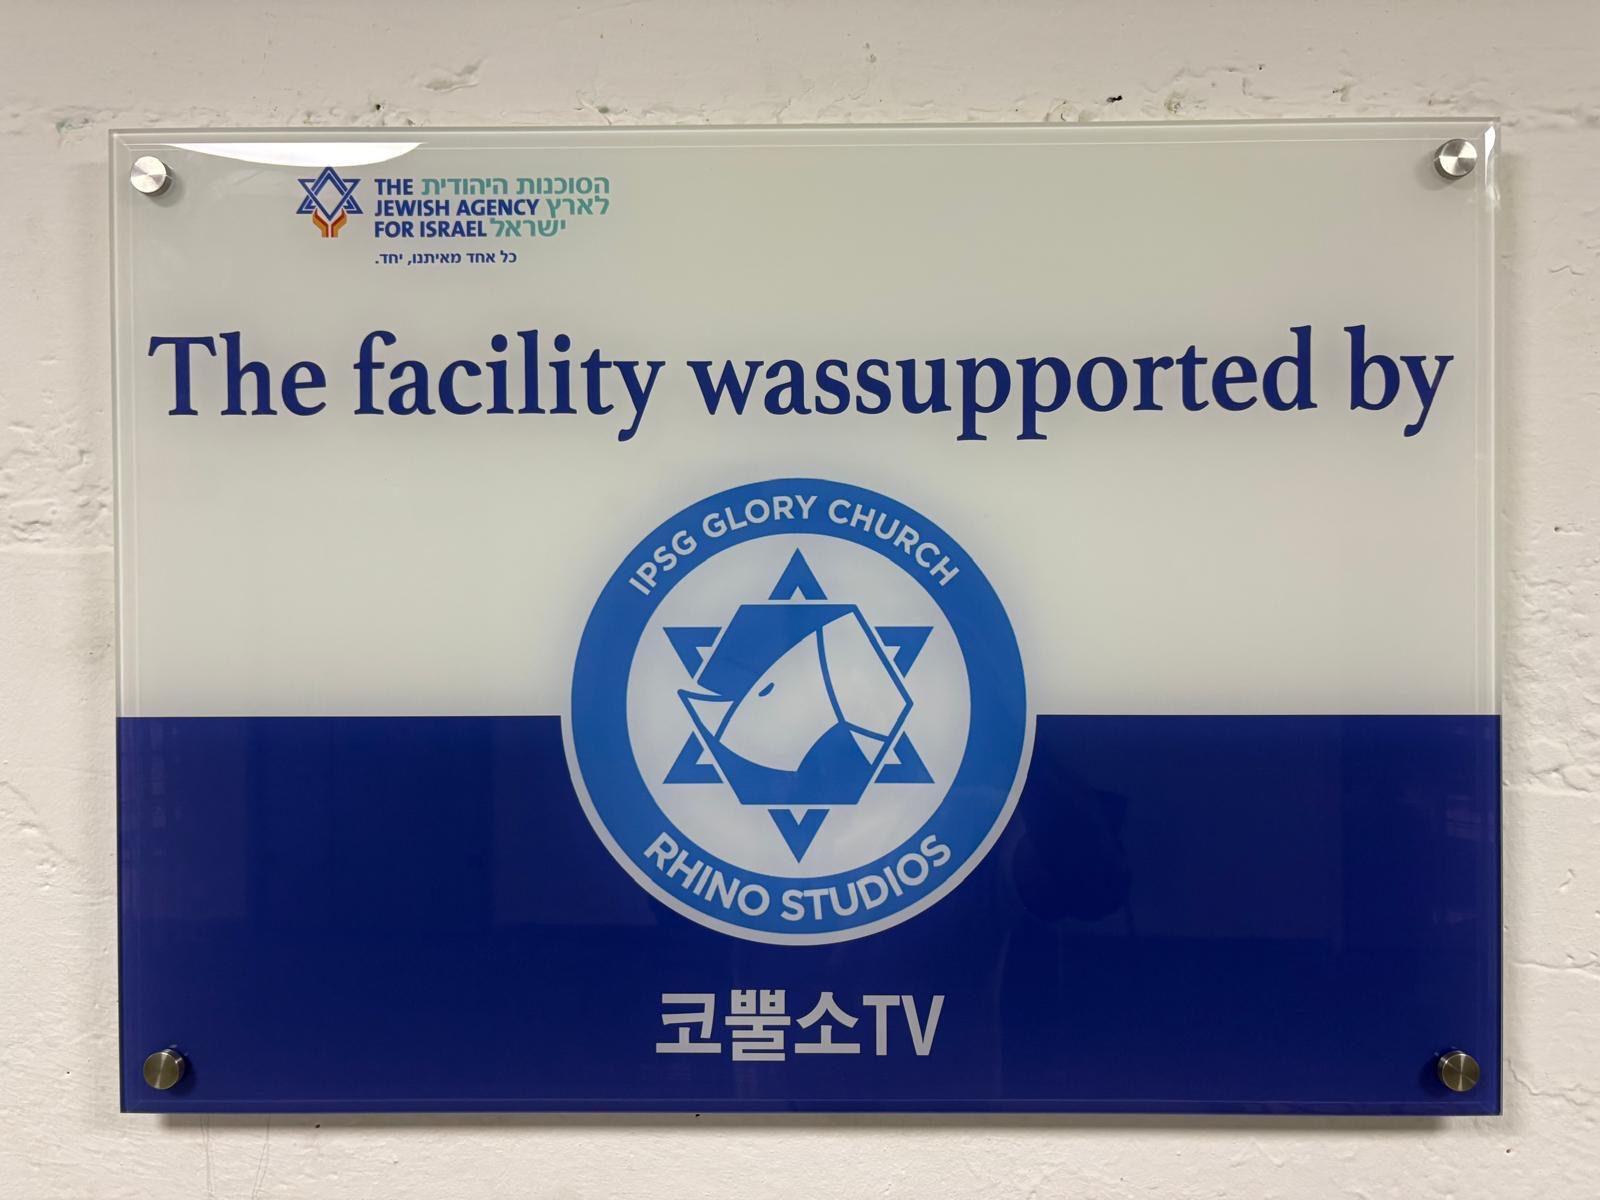 THE הסוכנות היהודית
JEWISH AGENCY לארץ
FOR ISRAEL ישראל
כל אחד מאיתנו, יחד.
The facility wassupported by
IPSG GLORY CHURCH
RHINO STUDIOS
코뿔소TV